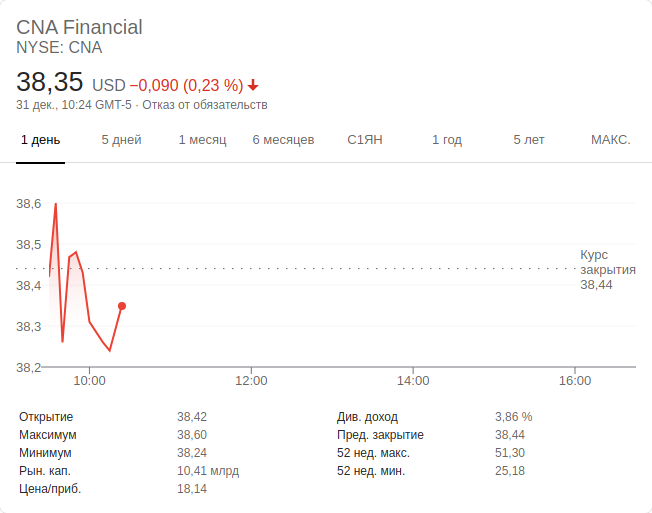 CNA Financial
NYSE: CNA
38,35 USD −0,090 (0,23 %)
31 дек., 10:24 GMT-5 · Отказ от обязательств
1 день 5 дней 1 месяц 6 месяцев С1ЯН 1 год 5 лет МАКС.
38,6
38,5
38,4
38,3
38,2
Курс
закрытия
38,44
10:00 12:00 14:00 16:00
Открытие 38,42 Див. доход 3,86 %
Максимум 38,60 Пред. закрытие 38,44
Минимум 38,24 52 нед. макс. 51,30
Рын. кап. 10,41 млрд 52 нед. мин. 25,18
Цена/приб. 18,14